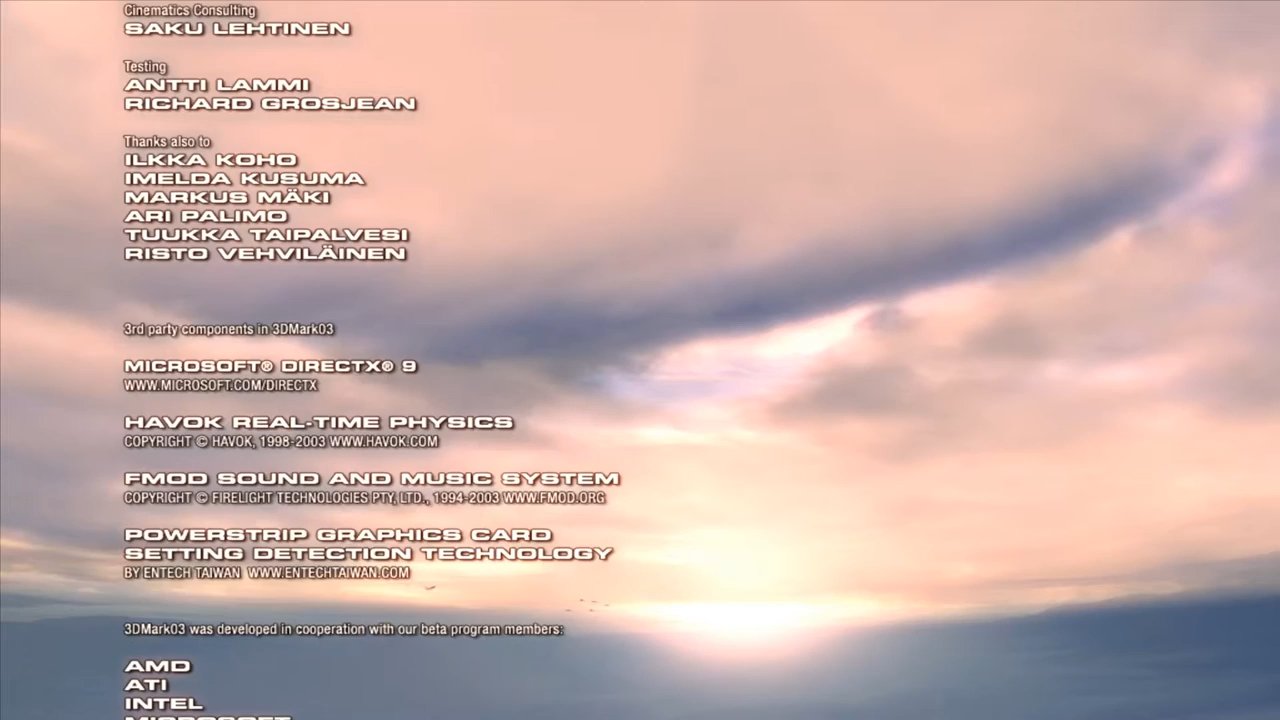 Cinematics Consulting
SAKU LEHTINEN
Testing
ANTTI LAMMI
RICHARD GROSJEAN
Thanks also to
ILKKA KOHO
IMELDA KUSUMA
MARKUS MÄKI
ARI PALIMO
TUUKKA TAIPALVESI
RISTO VEHVILÄINEN
3rd party components in 3DMark03
MICROSOFT® DIRECTX® 9
WWW.MICROSOFT.COM/DIRECTX
HAVOK REAL-TIME PHYSICS
COPYRIGHT © HAVOK, 1998-2003 WWW.HAVOK.COM
FMOD SOUND AND MUSIC SYSTEM
COPYRIGHT © FIRELIGHT TECHNOLOGIES PTY, LTD., 1994-2003 WWW.FMOD.ORG
POWERSTRIP GRAPHICS CARD
SETTING DETECTION TECHNOLOGY
BY ENTECH TAIWAN WWW.ENTECHTAIWAN.COM
3DMark03 was developed in cooperation with our beta program members:
AMD
ATI
INTEL
MICROSOFT